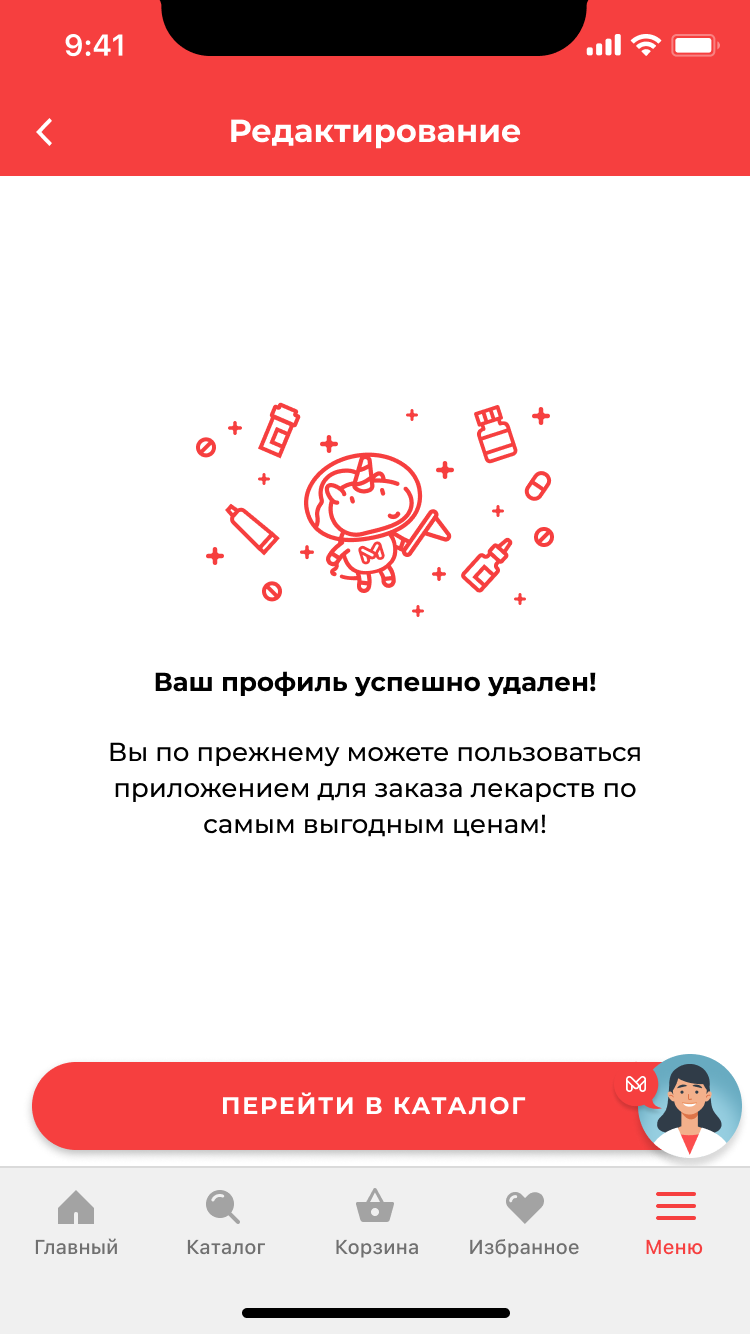 9:41
Редактирование
Ваш профиль успешно удален!
Вы по прежнему можете пользоваться
приложением для заказа лекарств по
самым выгодным ценам!
ПЕРЕЙТИ В КАТАЛОГ
Главный
Каталог
Корзина
Избранное
Меню